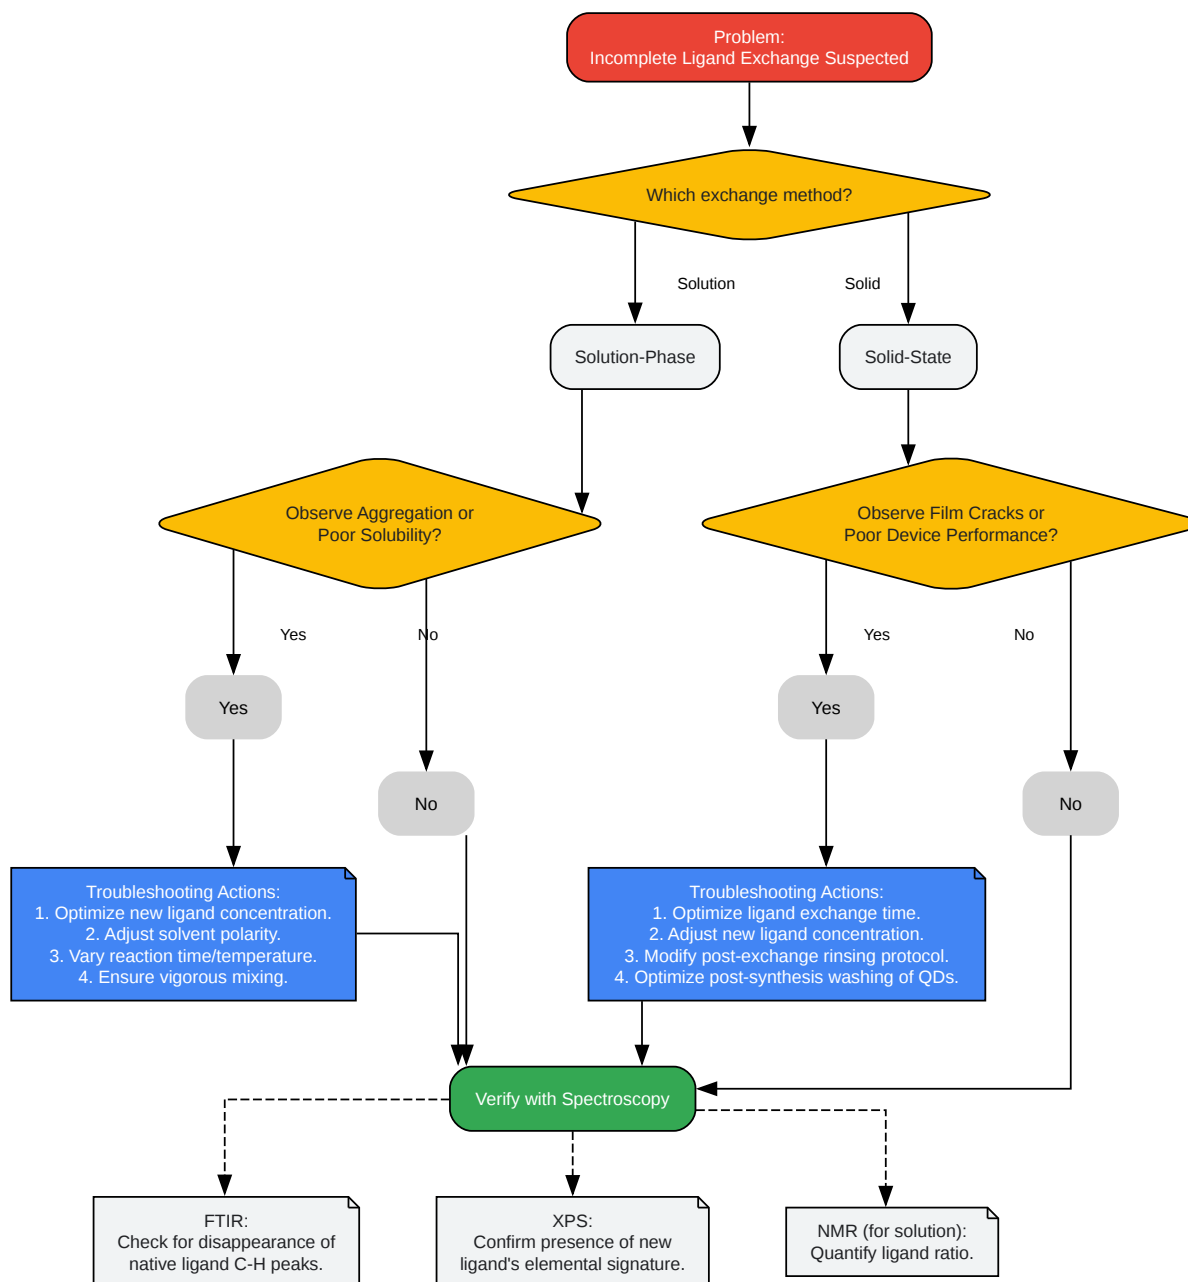 Problem:
Incomplete Ligand Exchange Suspected
Which exchange method?
Solution
Solid
Solution-Phase
Solid-State
Observe Aggregation or
Poor Solubility?
Observe Film Cracks or
Poor Device Performance?
Yes
No
Yes
No
Yes
Yes
No
No
Troubleshooting Actions:
1. Optimize new ligand concentration.
2. Adjust solvent polarity.
3. Vary reaction time/temperature.
4. Ensure vigorous mixing.
Troubleshooting Actions:
1. Optimize ligand exchange time.
2. Adjust new ligand concentration.
3. Modify post-exchange rinsing protocol.
4. Optimize post-synthesis washing of QDs.
Verify with Spectroscopy
FTIR:
Check for disappearance of
native ligand C-H peaks.
XPS:
Confirm presence of new
ligand's elemental signature.
NMR (for solution):
Quantify ligand ratio.